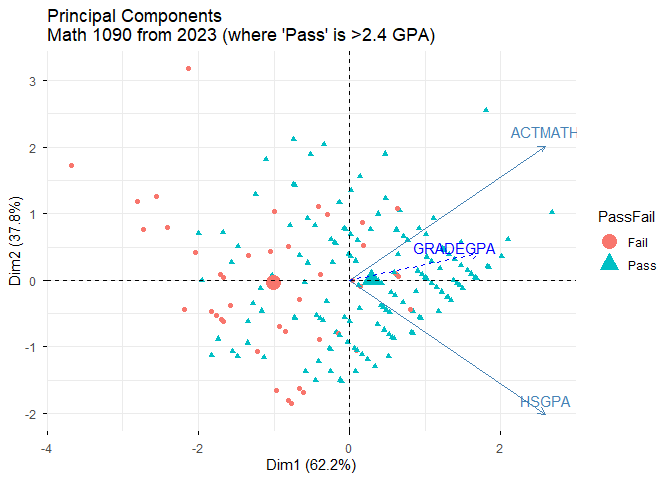 Principal Components
Math 1090 from 2023 (where 'Pass' is >2.4 GPA)
3
2
1
0
-1
-2
Dim2 (37.8%)
ACTMATH
GRADEGPA
HSGPA
PassFail
Fail
Pass
-4
-2
0
2
Dim1 (62.2%)